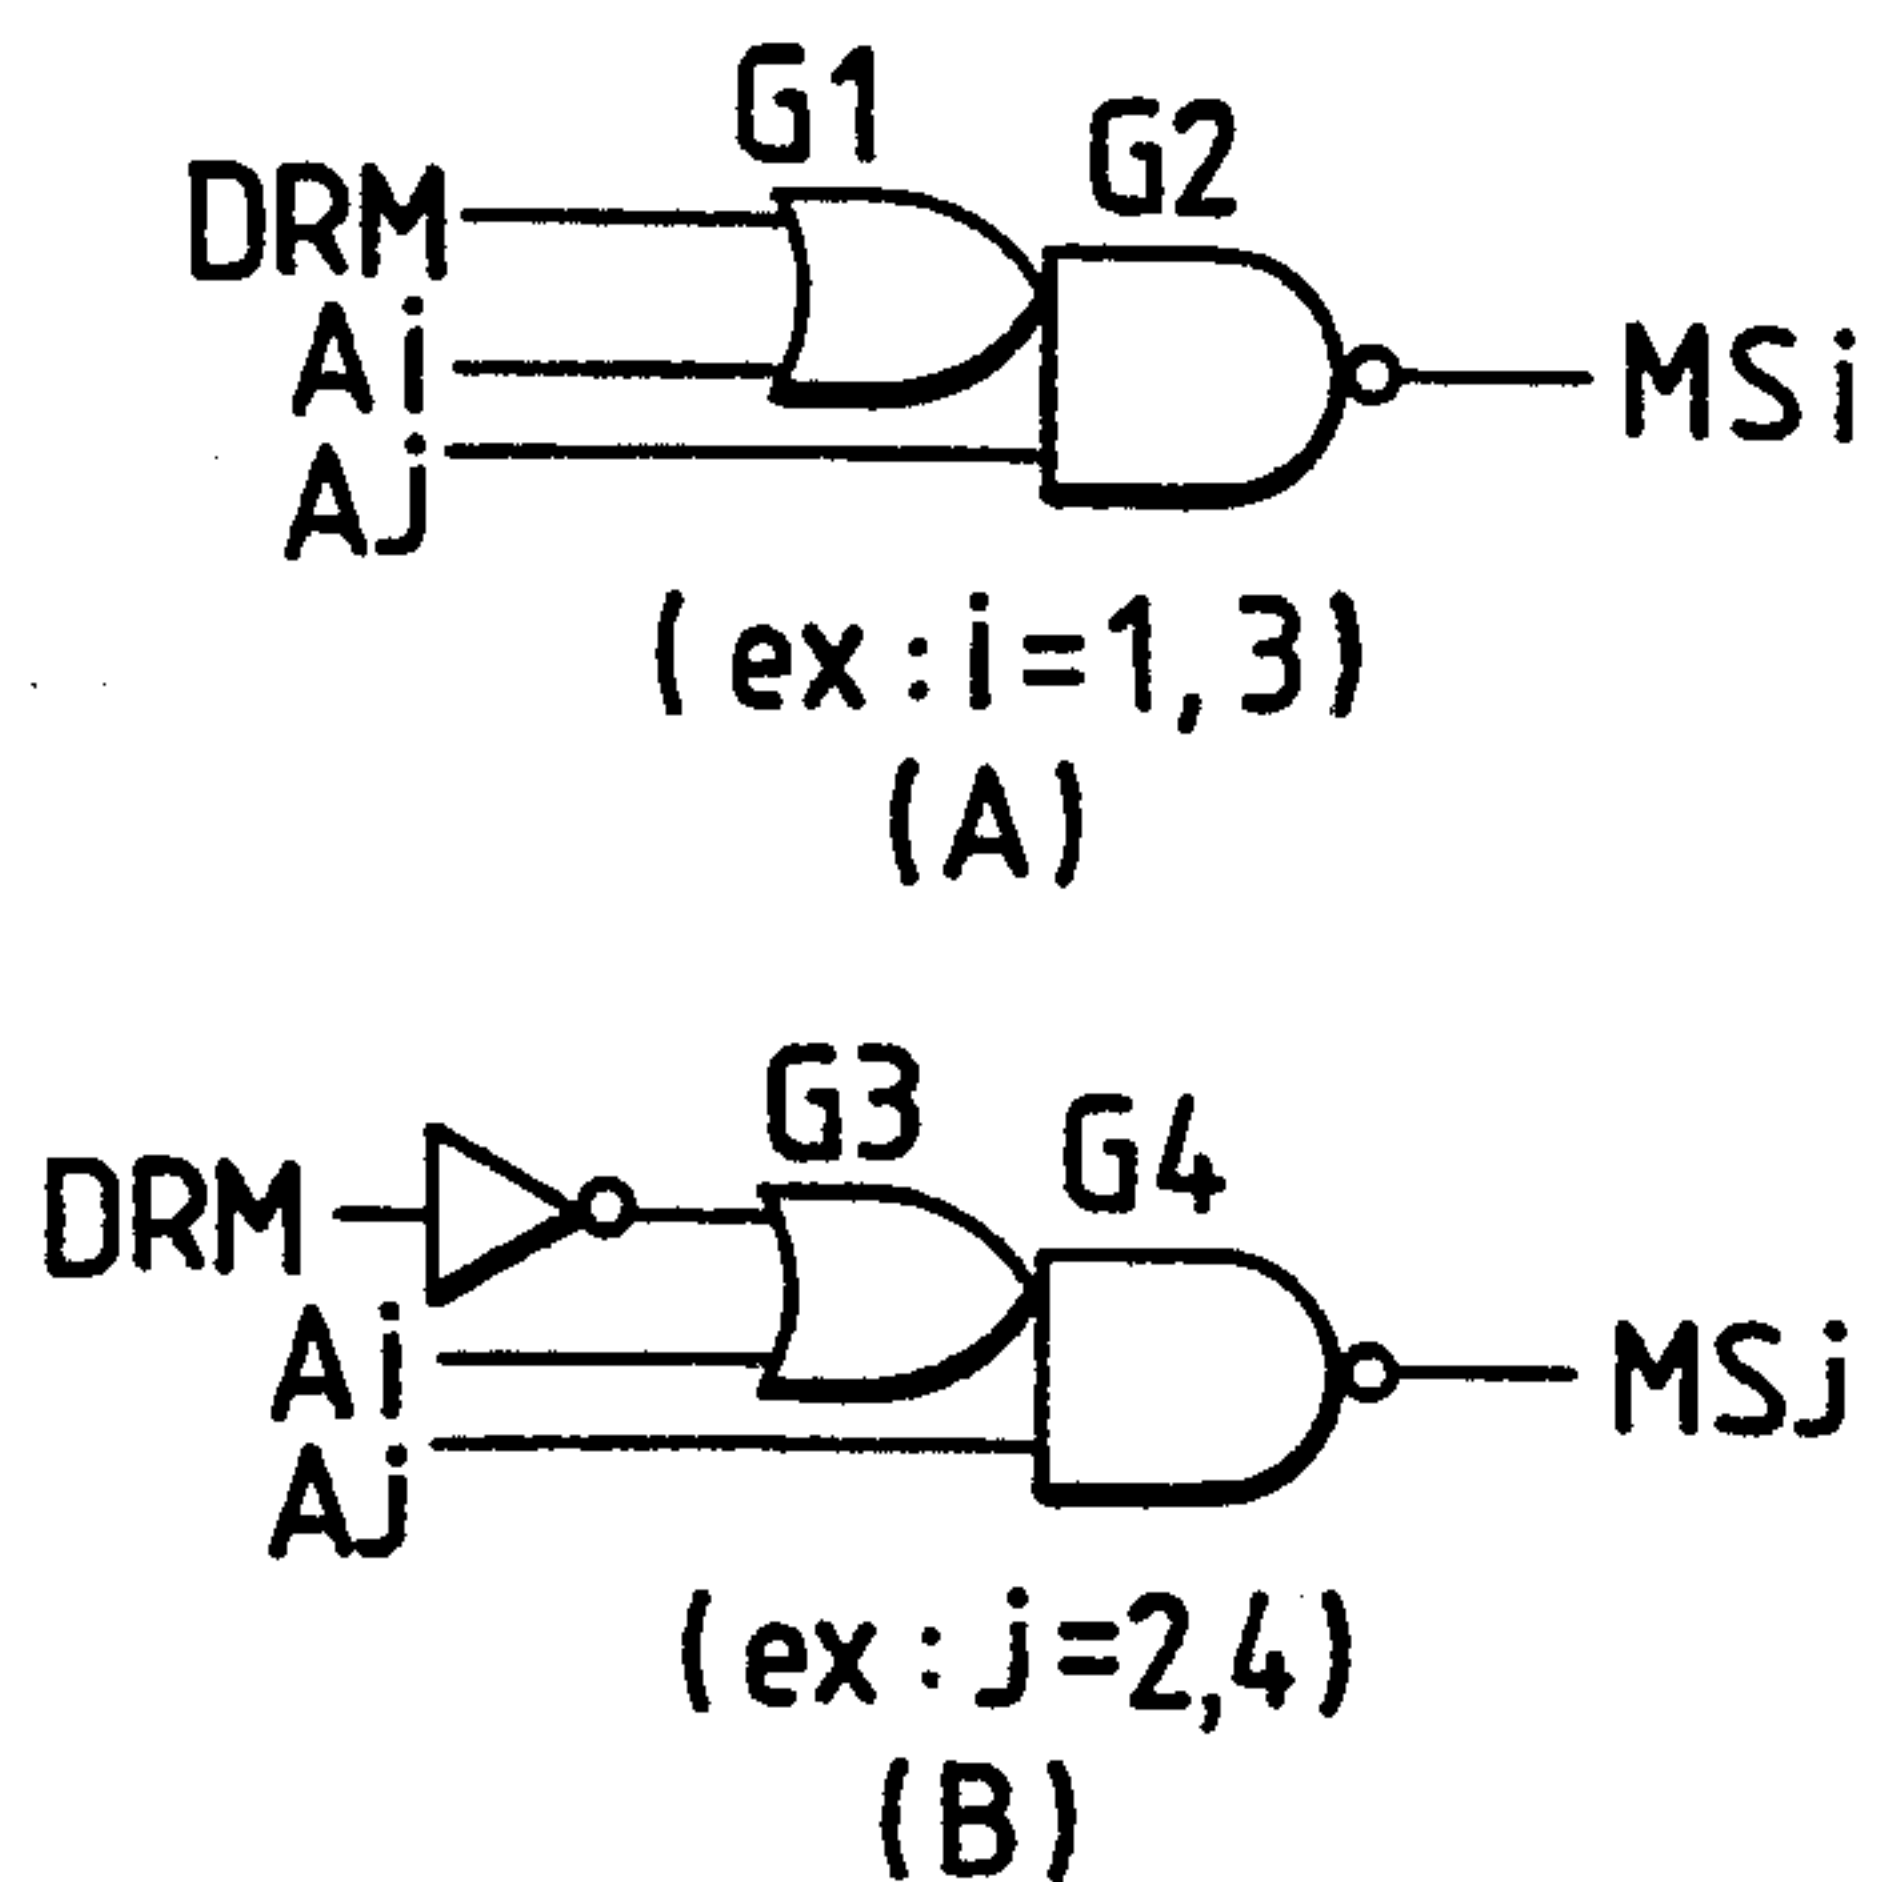 G1
G2
DRM
Ai
Aj
MSi
(ex:i=1,3)
(A)
G3
G4
DRM
Ai
Aj
MSj
(ex:j=2,4)
(B)